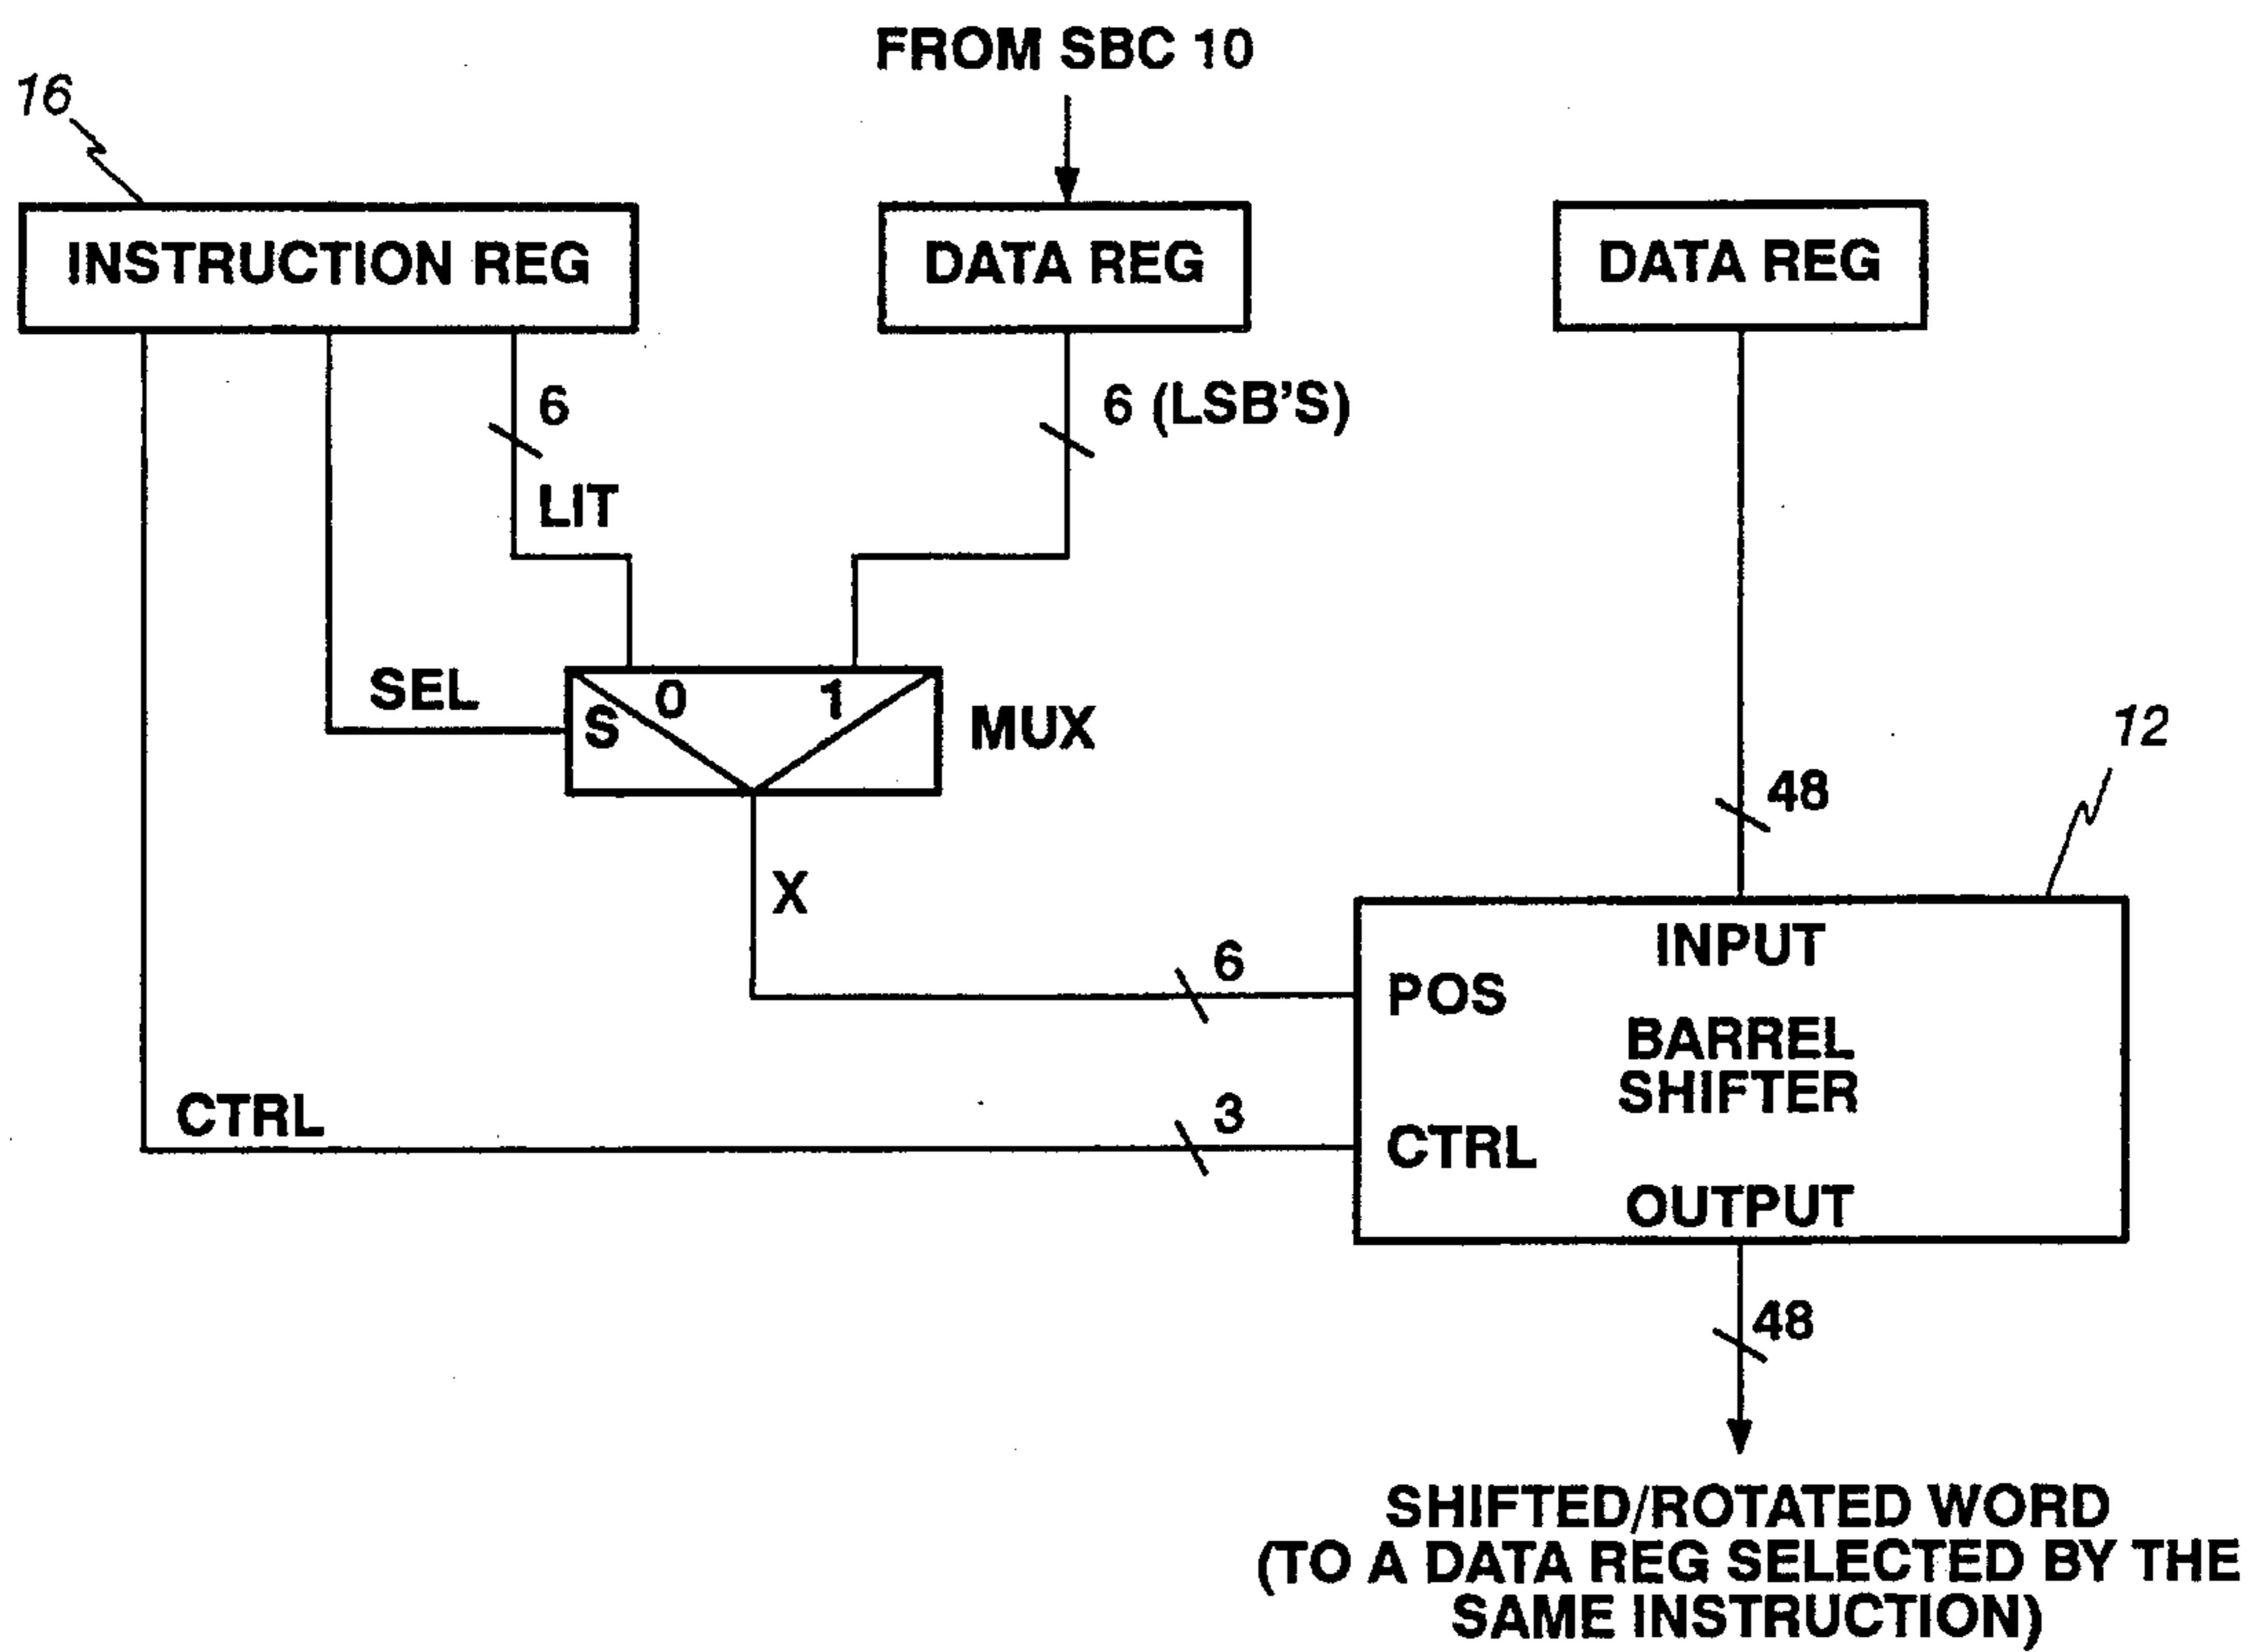 FROM SBC 10
16
INSTRUCTION REG
DATA REG
DATA REG
6
6 (LSB'S)
LIT
SEL
S
0
1
MUX
12
48
X
INPUT
6
POS
BARREL
SHIFTER
CTRL
3
CTRL
OUTPUT
48
SHIFTED/ROTATED WORD
(TO A DATA REG SELECTED BY THE
SAME INSTRUCTION)